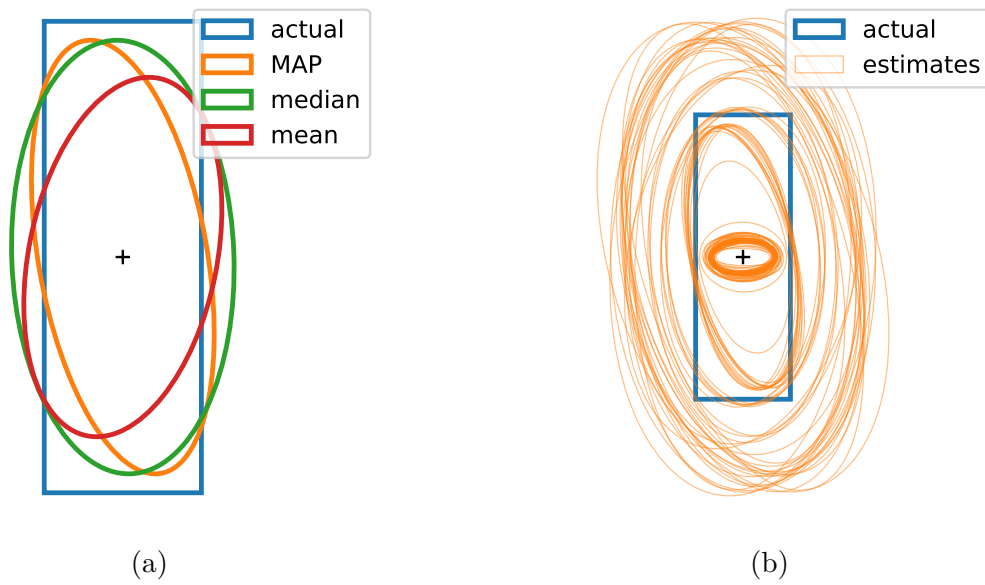 actual
MAP
median
mean
(a)
actual
estimates
(b)